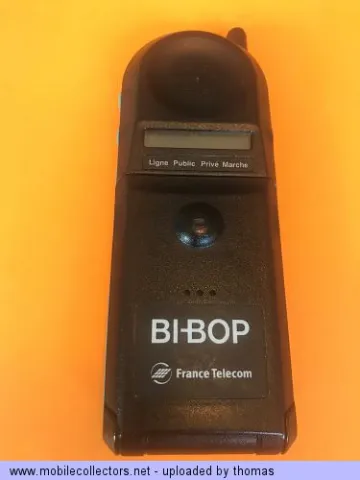 Ligne Public Privé Marche
BI-BOP
France Telecom
www.mobilecollectors.net - uploaded by thomas